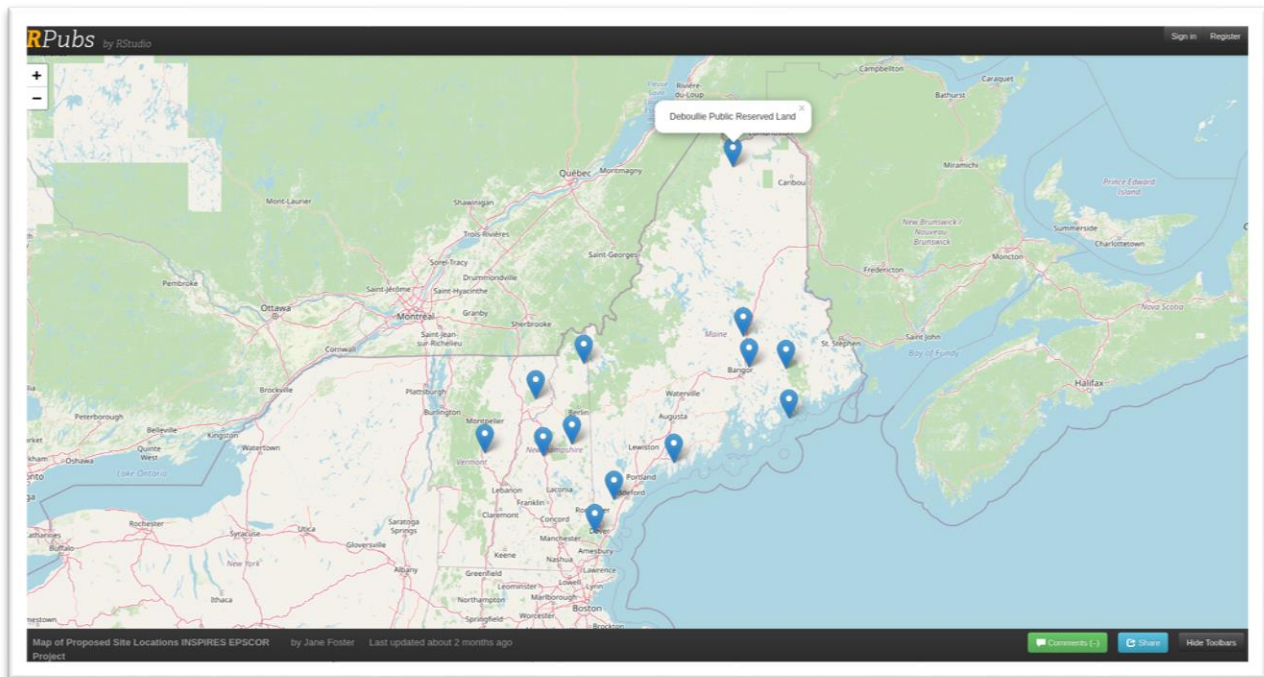 RPubs by RStudio
Sign in Register
+
−
Campbellton
Caraquet
Rivière-
du-Loup
Bathurst
×
Deboullie Public Reserved Land
Québec
Montmagny
Caribou
Miramichi
Prince Edward
Island
Mont-Laurier
Shawinigan
New Brunswick /
Nouveau
Brunswick
Summerside
Charlottetown
Trois-Rivières
Saint-Georges
Moncton
Sorel-Tracy
Fredericton
Pembroke
Drummondville
Saint-Jérôme
Saint-Hyacinthe
Nova Scotia
Ottawa
Montréal
Granby
Sherbrooke
Saint-Jean-
sur-Richelieu
Maine
Saint John
St. Stephen
Cornwall
Bay of Fundy
Bangor
Halifax
Brockville
Plattsburgh
Waterville
Burlington
Berlin
Peterborough
Montpelier
Augusta
Belleville
Kingston
Quinte
West
Watertown
New Hampshire
Lewiston
Oshawa
Vermont
Lake Ontario
Portland
Lebanon
Laconia
Franklin
Claremont
Concord
Rochester
Saratoga
Springs
Dover
Syracuse
Utica
Manchester
Gloversville
Amesbury
Buffalo
Keene
Nashua
New York
Albany
Greenfield
Lawrence
Leominster
Lowell
Lynn
Ithaca
Northampton
Marlborough
Boston
Springfield
Worcester
Brockton
Map of Proposed Site Locations INSPIRES EPSCOR
Project
by Jane Foster Last updated about 2 months ago
Comments (–) Share Hide Toolbars